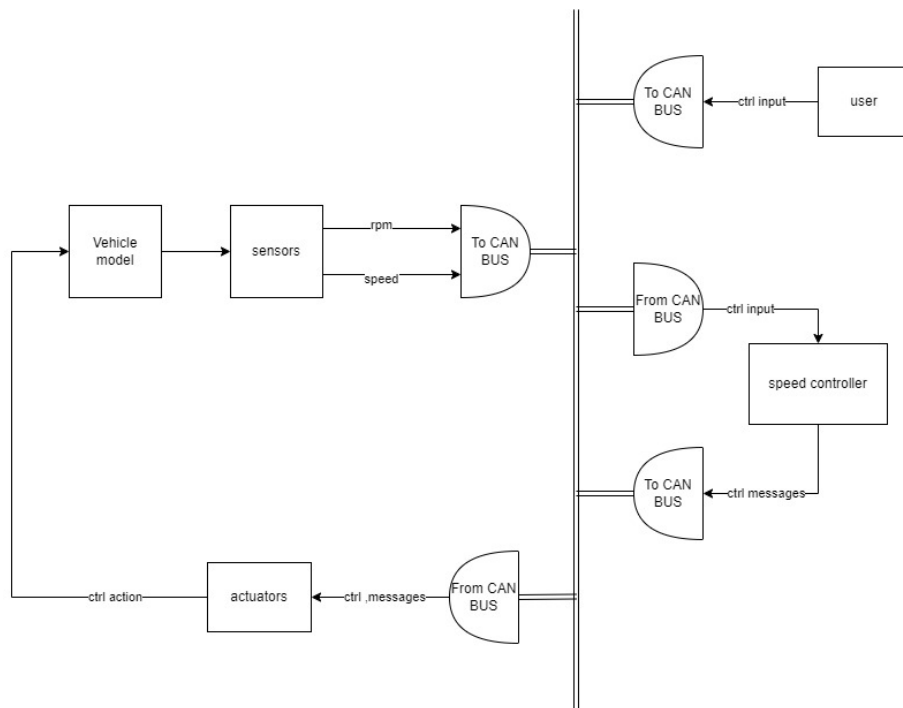 To CAN
BUS
ctrl input
user
Vehicle
model
sensors
rpm
speed
To CAN
BUS
From CAN
BUS
ctrl input
speed controller
To CAN
BUS
ctrl messages
ctrl action
actuators
ctrl ,messages
From CAN
BUS